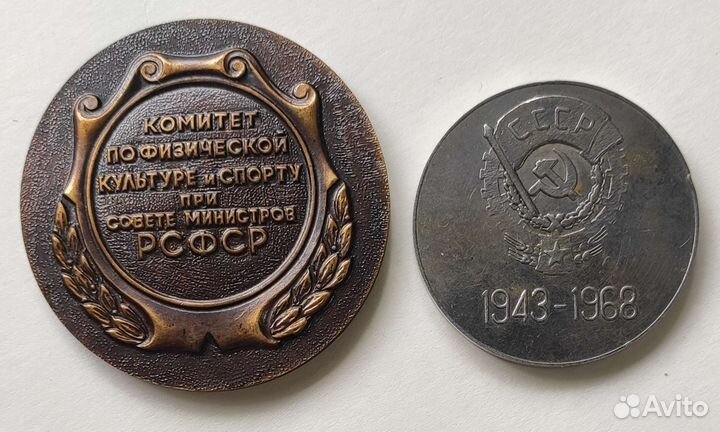 КОМИТЕТ
ПО ФИЗИЧЕСКОЙ
КУЛЬТУРЕ и СПОРТУ
ПРИ
СОВЕТЕ МИНИСТРОВ
РСФСР
СССР
1943-1968
Avito